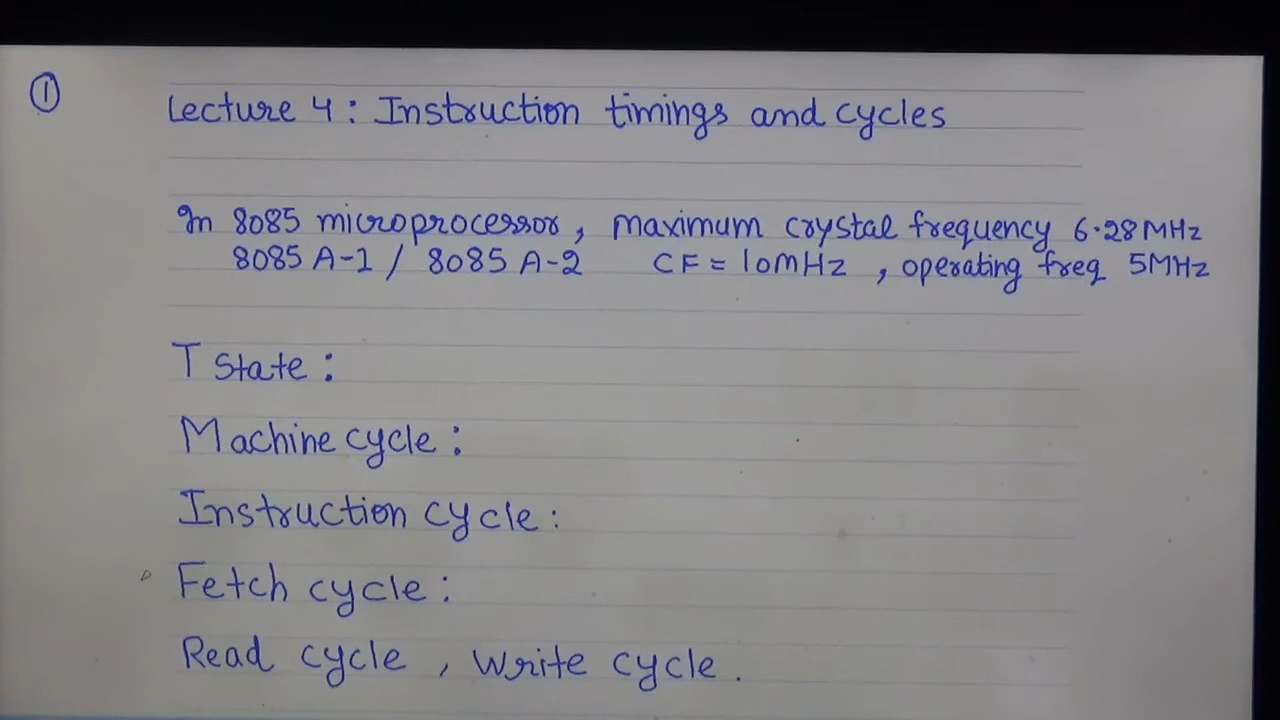 ①
Lecture 4 : Instruction timings and cycles
In 8085 microprocessor , maximum crystal frequency 6.28 MHz
8085 A-1 / 8085 A-2 CF = 10mHz , operating freq 5MHz
T state :
Machine cycle :
Instruction cycle :
Fetch cycle :
Read cycle , write cycle .